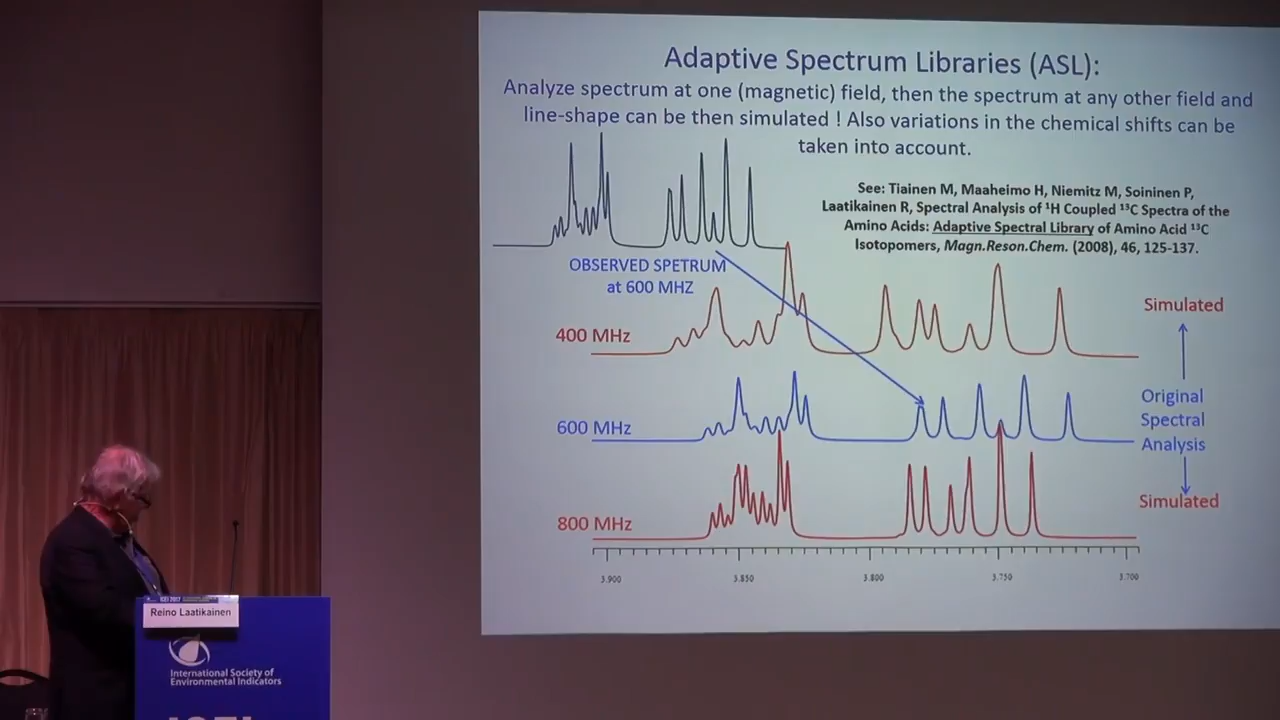 Adaptive Spectrum Libraries (ASL):
Analyze spectrum at one (magnetic) field, then the spectrum at any other field and
line-shape can be then simulated ! Also variations in the chemical shifts can be
taken into account.
See: Tiainen M, Maaheimo H, Niemitz M, Soininen P,
Laatikainen R, Spectral Analysis of ¹H Coupled ¹³C Spectra of the
Amino Acids: Adaptive Spectral Library of Amino Acid ¹³C
Isotopomers, Magn.Reson.Chem. (2008), 46, 125-137.
OBSERVED SPETRUM
at 600 MHZ
400 MHz
Simulated
600 MHz
Original
Spectral
Analysis
800 MHz
Simulated
3.900 3.850 3.800 3.750 3.700
ISEI 2017
Reino Laatikainen
International Society of
Environmental Indicators